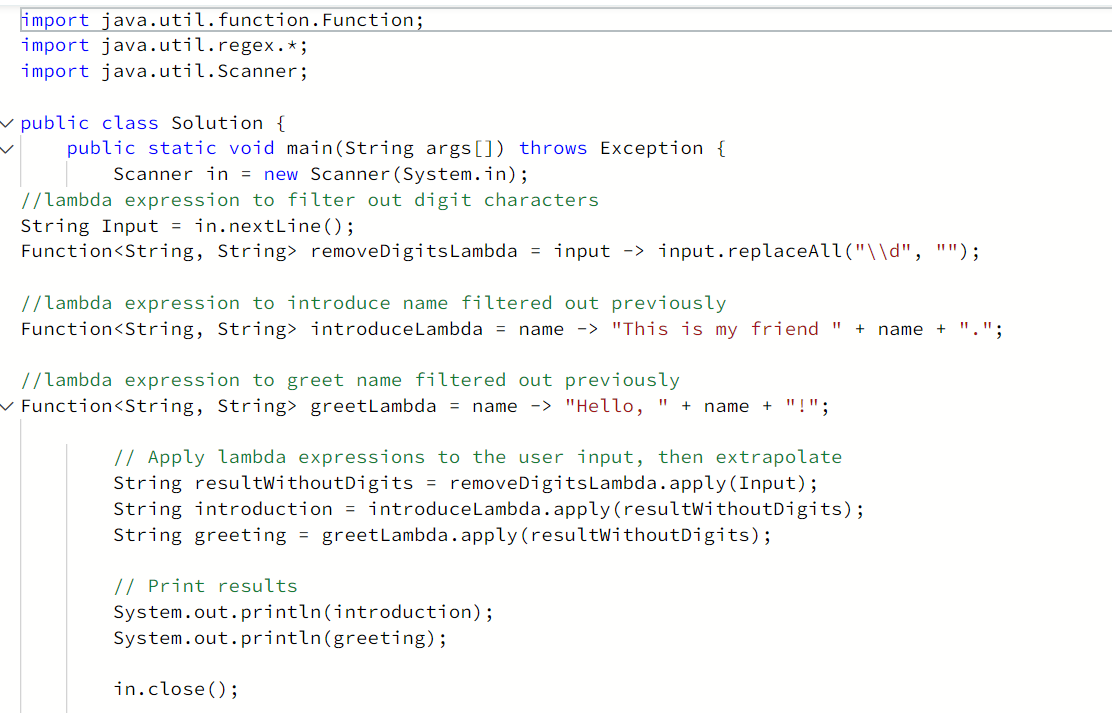 import java.util.function.Function;
import java.util.regex.*;
import java.util.Scanner;
public class Solution {
    public static void main(String args[]) throws Exception {
        Scanner in = new Scanner(System.in);
//lambda expression to filter out digit characters
String Input = in.nextLine();
Function<String, String> removeDigitsLambda = input -> input.replaceAll("\\d", "");
//lambda expression to introduce name filtered out previously
Function<String, String> introduceLambda = name -> "This is my friend " + name + ".";
//lambda expression to greet name filtered out previously
Function<String, String> greetLambda = name -> "Hello, " + name + "!";
        // Apply lambda expressions to the user input, then extrapolate
        String resultWithoutDigits = removeDigitsLambda.apply(Input);
        String introduction = introduceLambda.apply(resultWithoutDigits);
        String greeting = greetLambda.apply(resultWithoutDigits);
        // Print results
        System.out.println(introduction);
        System.out.println(greeting);
        in.close();